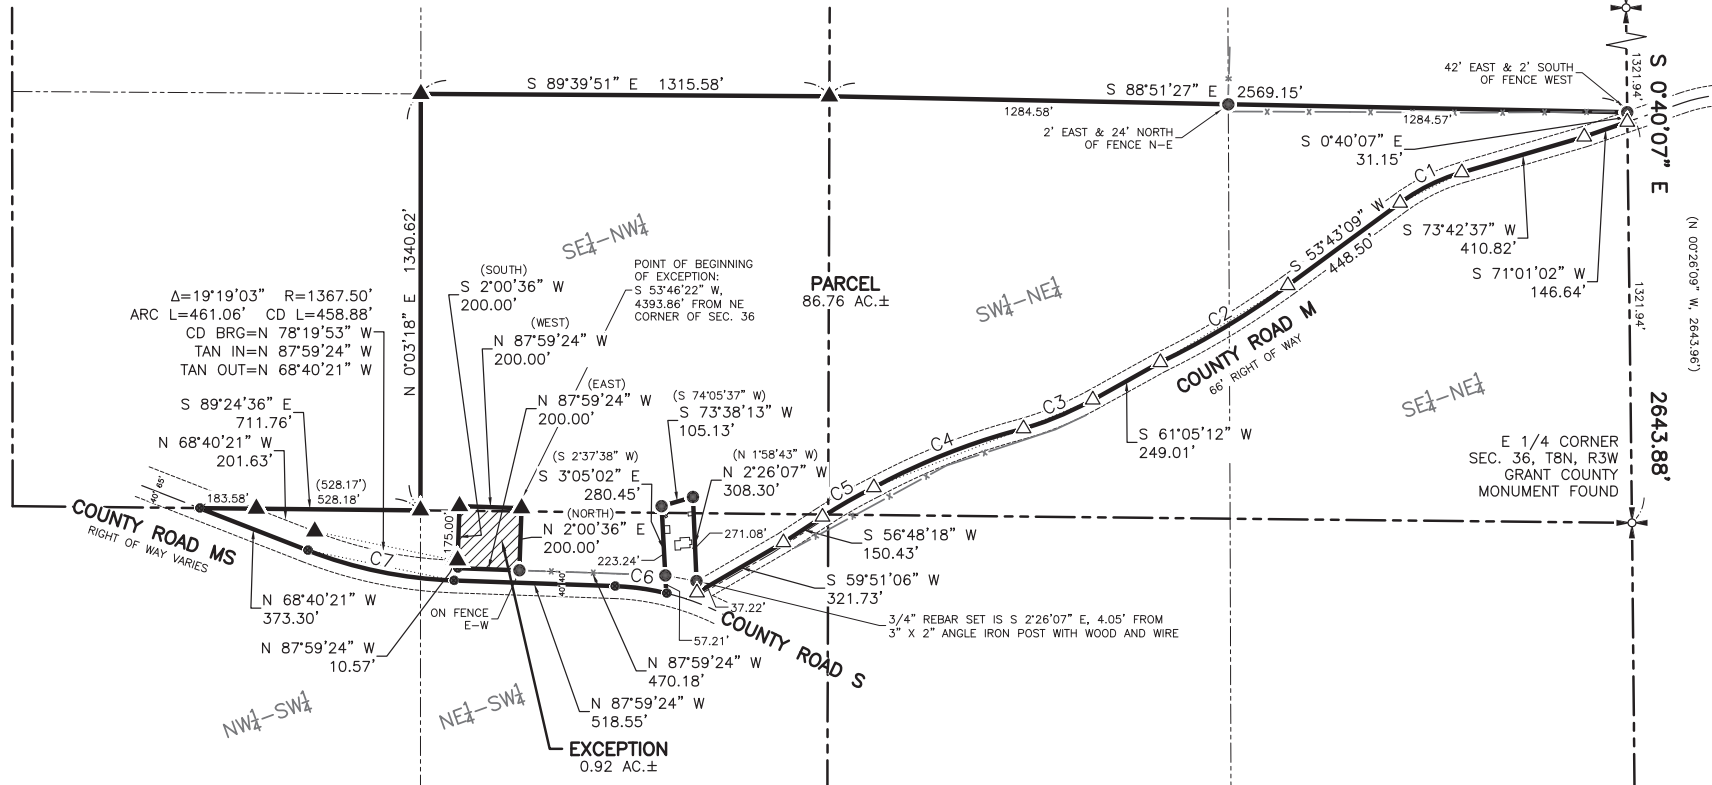 S 89°39'51" E 1315.58'
S 88°51'27" E 2569.15'
1284.58'
1284.57'
2' EAST & 24' NORTH
OF FENCE N-E
42' EAST & 2' SOUTH
OF FENCE WEST
1321.94'
S 0°40'07" E
2643.88'
(N 00°26'09" W, 2643.96')
1321.94'
S 0°40'07" E
31.15'
C1
S 73°42'37" W
410.82'
S 71°01'02" W
146.64'
S 53°43'09" W
448.50'
C2
COUNTY ROAD M
66' RIGHT OF WAY
SE¼-NW¼
SW¼-NE¼
SE¼-NE¼
PARCEL
86.76 AC.±
N 0°03'18" E 1340.62'
POINT OF BEGINNING
OF EXCEPTION:
S 53°46'22" W,
4393.86' FROM NE
CORNER OF SEC. 36
(SOUTH)
S 2°00'36" W
200.00'
(WEST)
N 87°59'24" W
200.00'
(EAST)
N 87°59'24" W
200.00'
Δ=19°19'03" R=1367.50'
ARC L=461.06' CD L=458.88'
CD BRG=N 78°19'53" W
TAN IN=N 87°59'24" W
TAN OUT=N 68°40'21" W
S 89°24'36" E
711.76'
N 68°40'21" W
201.63'
(528.17')
528.18'
183.58'
40' 65'
(S 74°05'37" W)
S 73°38'13" W
105.13'
(S 2°37'38" W)
S 3°05'02" E
280.45'
(N 1°58'43" W)
N 2°26'07" W
308.30'
C3
C4
C5
S 61°05'12" W
249.01'
E 1/4 CORNER
SEC. 36, T8N, R3W
GRANT COUNTY
MONUMENT FOUND
COUNTY ROAD MS
RIGHT OF WAY VARIES
C7
175.00'
(NORTH)
N 2°00'36" E
200.00'
223.24'
271.08'
C6
40' 40'
S 56°48'18" W
150.43'
S 59°51'06" W
321.73'
37.22'
57.21'
3/4" REBAR SET IS S 2°26'07" E, 4.05' FROM
3" X 2" ANGLE IRON POST WITH WOOD AND WIRE
COUNTY ROAD S
N 68°40'21" W
373.30'
ON FENCE
E-W
N 87°59'24" W
10.57'
N 87°59'24" W
470.18'
N 87°59'24" W
518.55'
NW¼-SW¼
NE¼-SW¼
EXCEPTION
0.92 AC.±